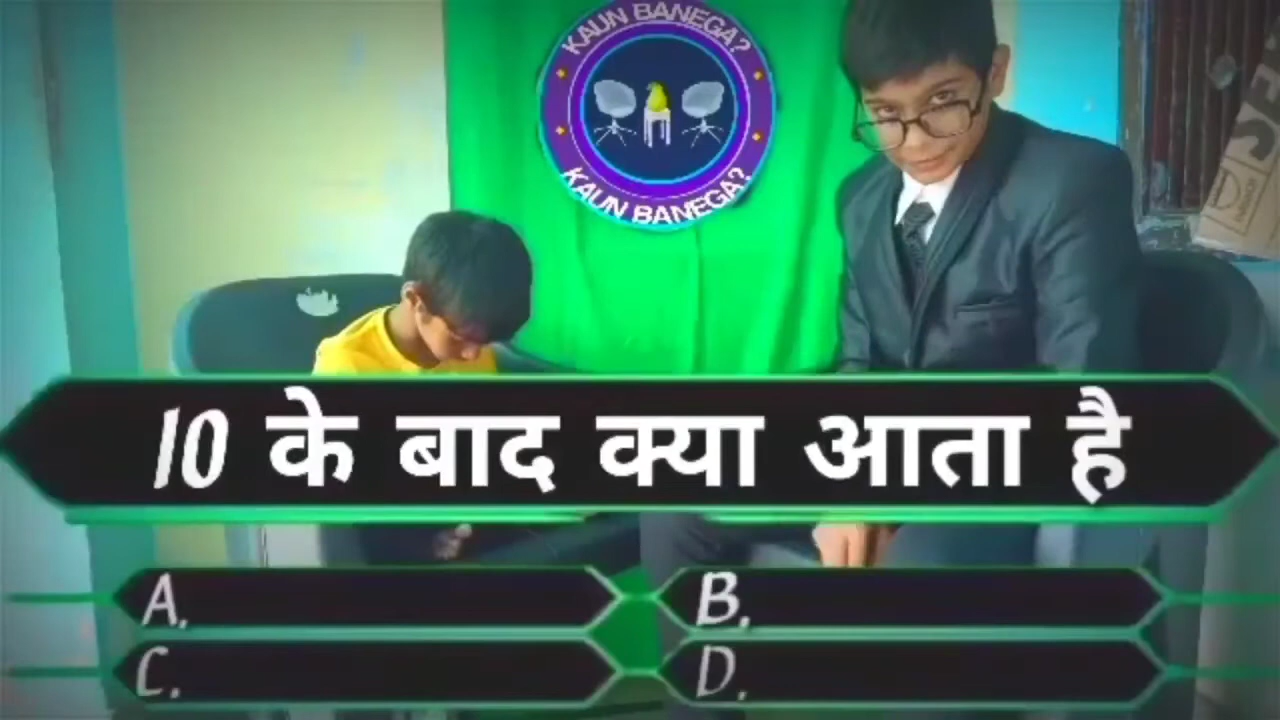 KAUN BANEGA?
KAUN BANEGA?
10 के बाद क्या आता है
A.
B.
C.
D.